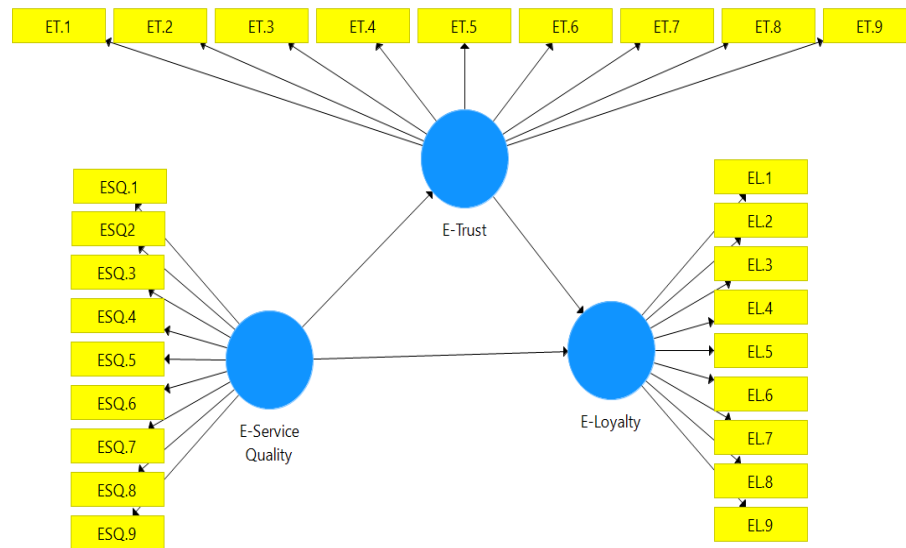 ET.1 ET.2 ET.3 ET.4 ET.5 ET.6 ET.7 ET.8 ET.9
E-Trust
ESQ.1
ESQ2
ESQ.3
ESQ.4
ESQ.5
ESQ.6
ESQ.7
ESQ.8
ESQ.9
E-Service
Quality
EL.1
EL.2
EL.3
EL.4
EL.5
EL.6
EL.7
EL.8
EL.9
E-Loyalty